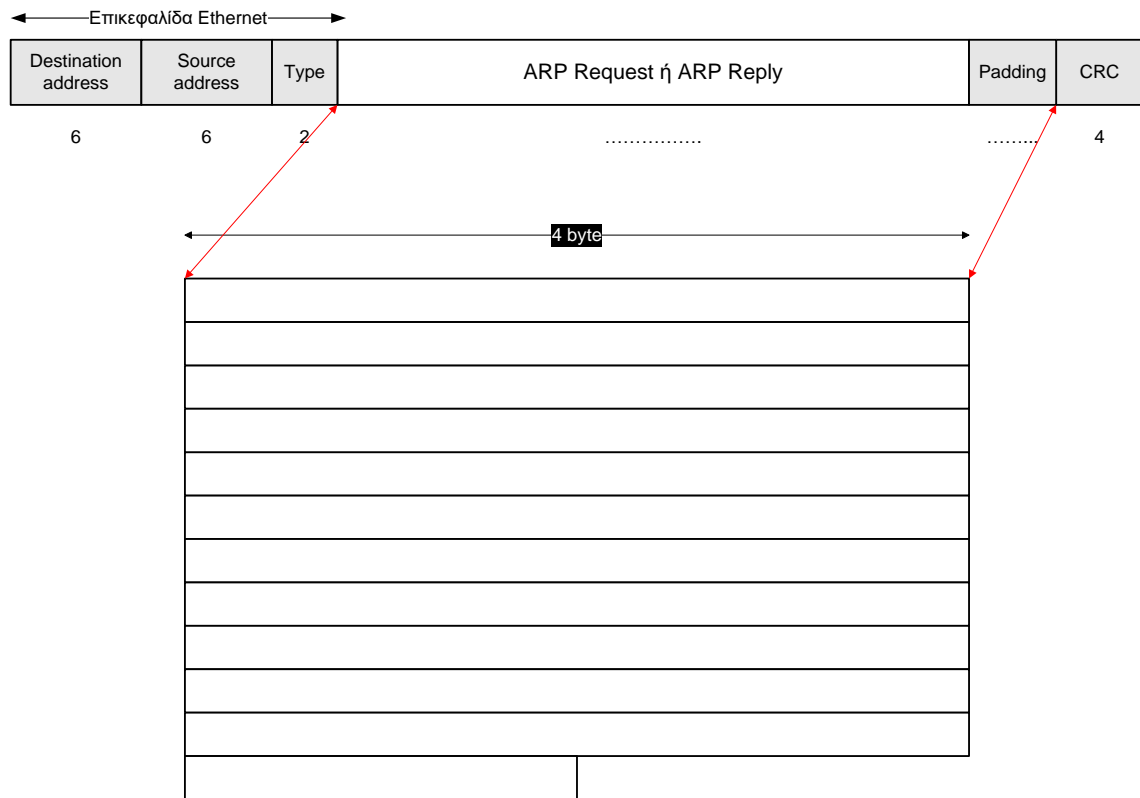 Επικεφαλίδα Ethernet
Destination address
Source address
Type
ARP Request ή ARP Reply
Padding
CRC
6
6
2
……………
……...
4
4 byte